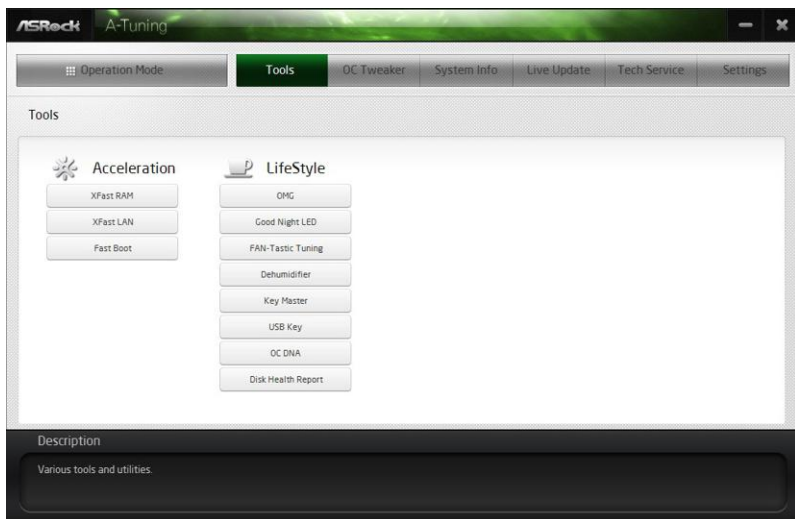 ASRock A-Tuning
Operation Mode Tools OC Tweaker System Info Live Update Tech Service Settings
Tools
Acceleration
XFast RAM
XFast LAN
Fast Boot
LifeStyle
OMG
Good Night LED
FAN-Tastic Tuning
Dehumidifier
Key Master
USB Key
OC DNA
Disk Health Report
Description
Various tools and utilities.